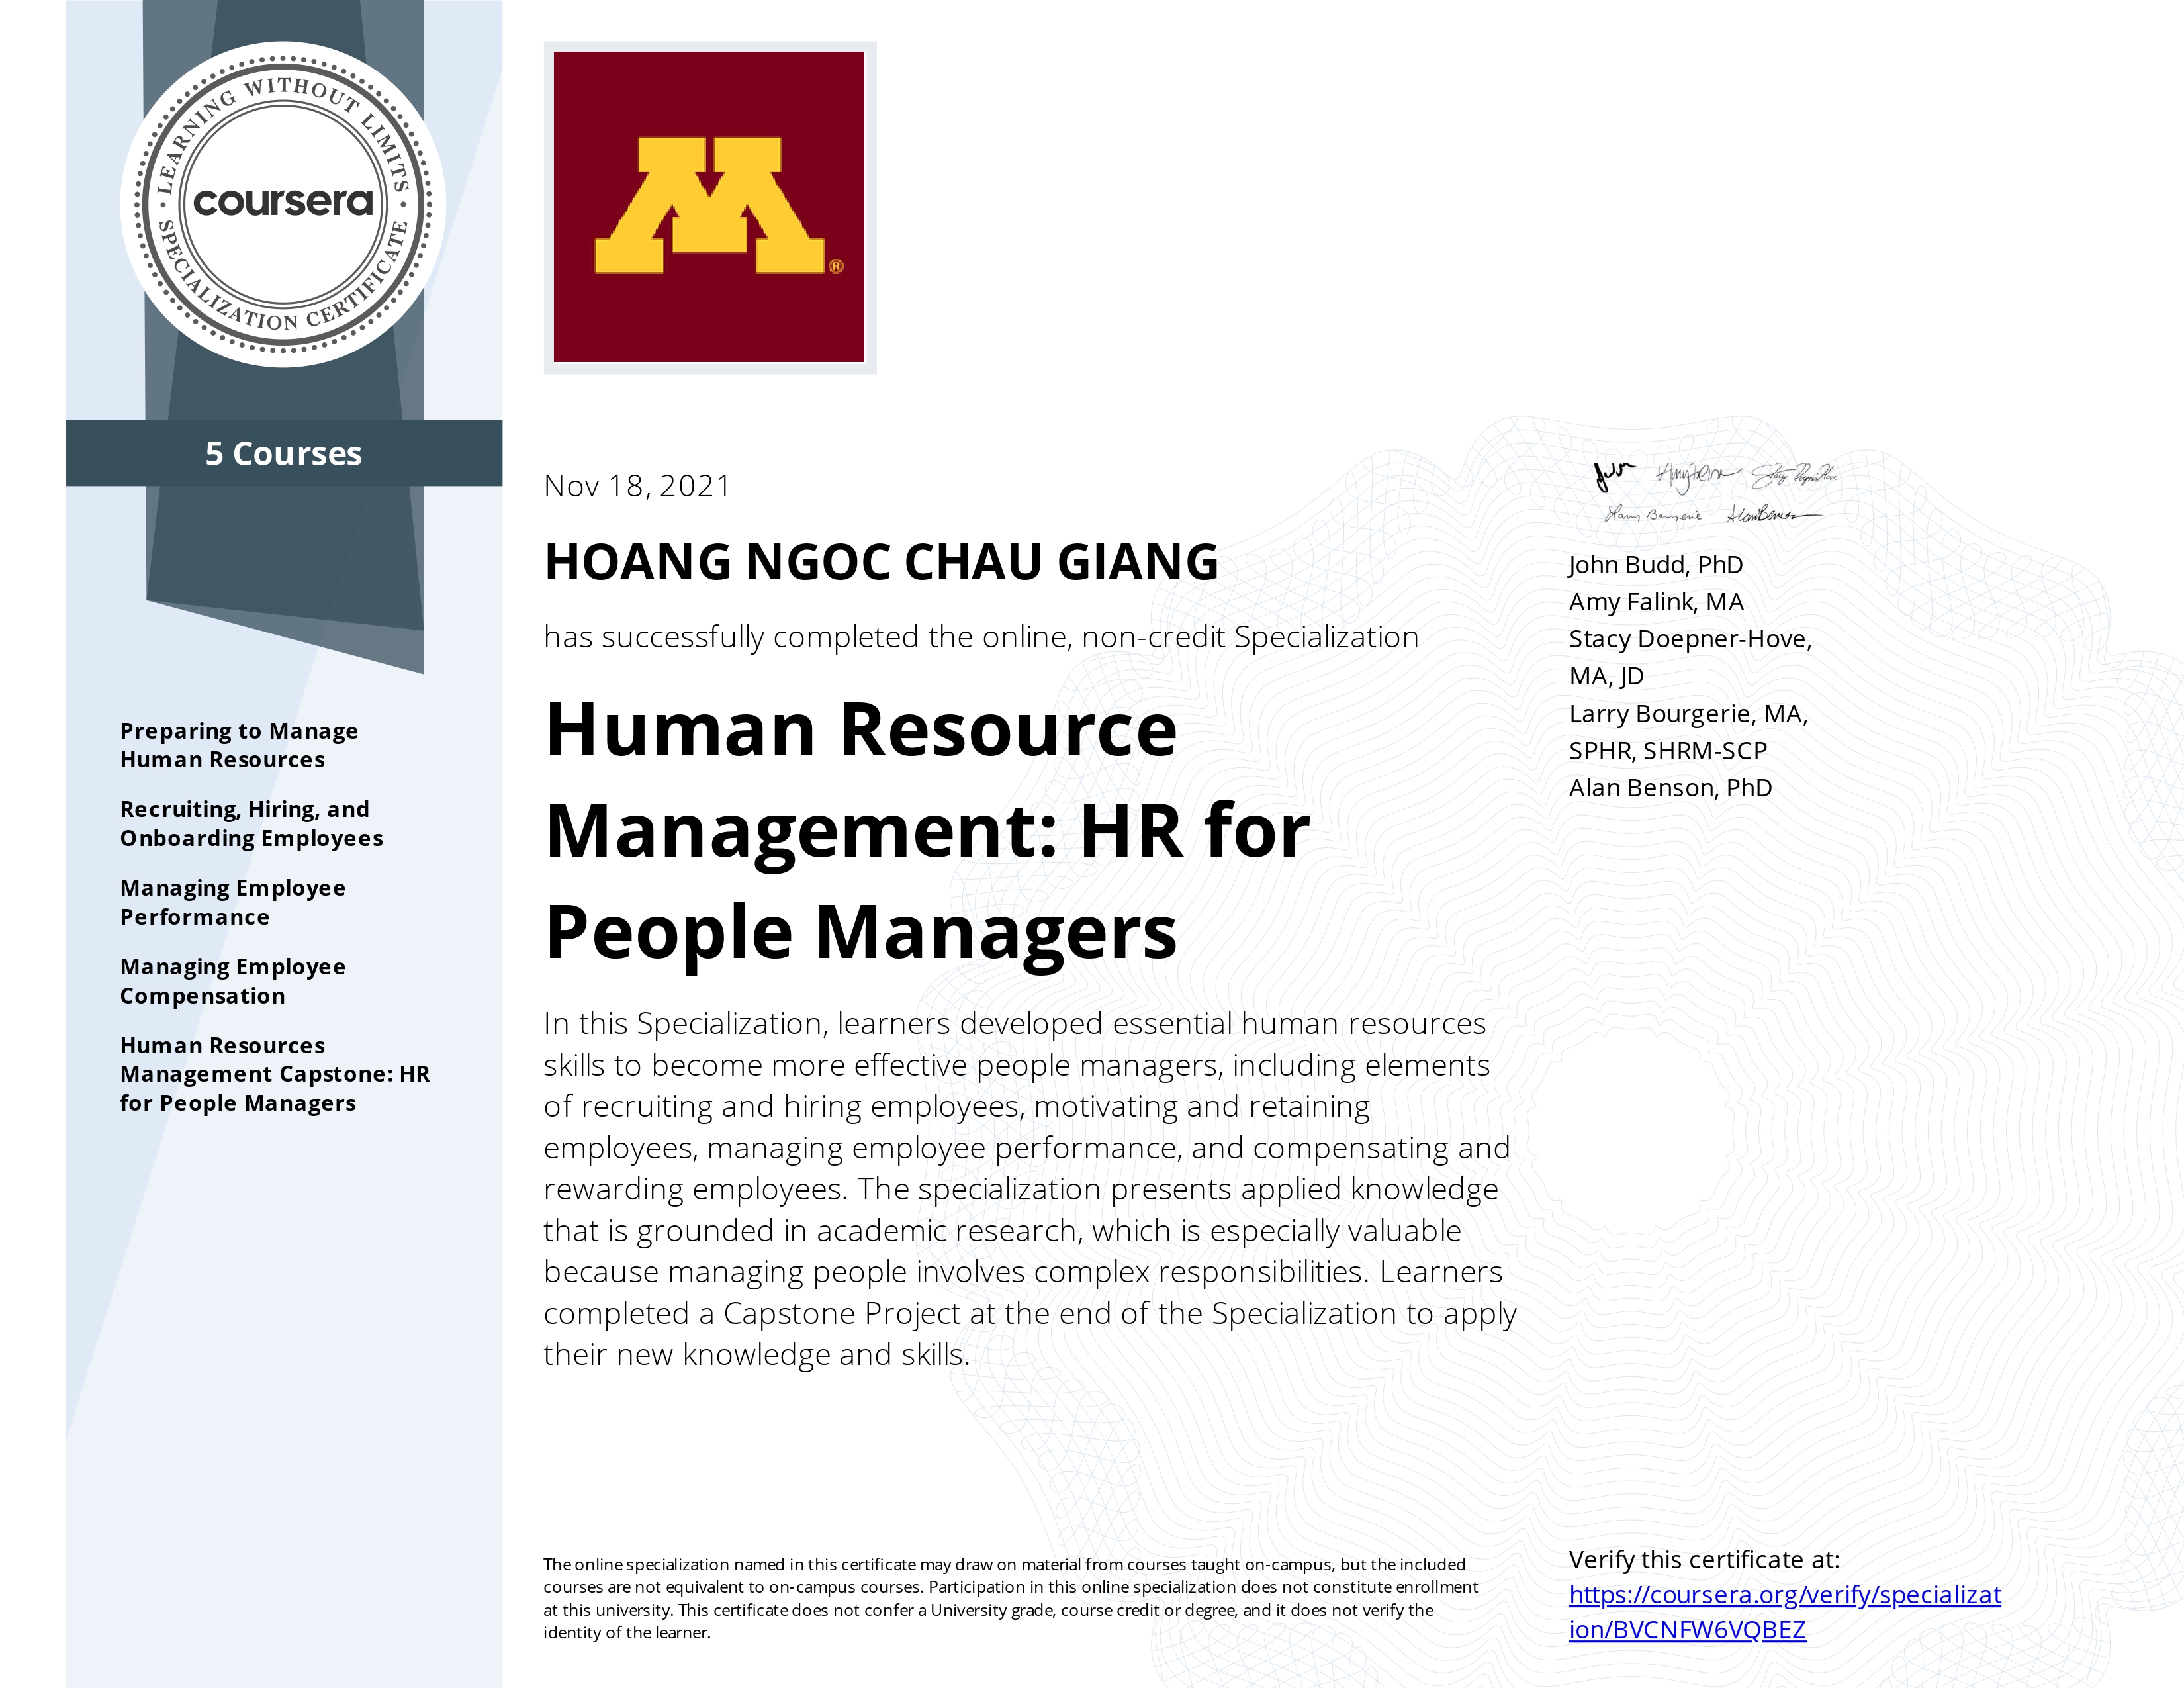 LEARNING WITHOUT LIMITS
coursera
SPECIALIZATION CERTIFICATE
5 Courses
Preparing to Manage
Human Resources
Recruiting, Hiring, and
Onboarding Employees
Managing Employee
Performance
Managing Employee
Compensation
Human Resources
Management Capstone: HR
for People Managers
M®
Nov 18, 2021
HOANG NGOC CHAU GIANG
has successfully completed the online, non-credit Specialization
Human Resource
Management: HR for
People Managers
In this Specialization, learners developed essential human resources
skills to become more effective people managers, including elements
of recruiting and hiring employees, motivating and retaining
employees, managing employee performance, and compensating and
rewarding employees. The specialization presents applied knowledge
that is grounded in academic research, which is especially valuable
because managing people involves complex responsibilities. Learners
completed a Capstone Project at the end of the Specialization to apply
their new knowledge and skills.
John Budd, PhD
Amy Falink, MA
Stacy Doepner-Hove,
MA, JD
Larry Bourgerie, MA,
SPHR, SHRM-SCP
Alan Benson, PhD
The online specialization named in this certificate may draw on material from courses taught on-campus, but the included
courses are not equivalent to on-campus courses. Participation in this online specialization does not constitute enrollment
at this university. This certificate does not confer a University grade, course credit or degree, and it does not verify the
identity of the learner.
Verify this certificate at:
https://coursera.org/verify/specializat
ion/BVCNFW6VQBEZ